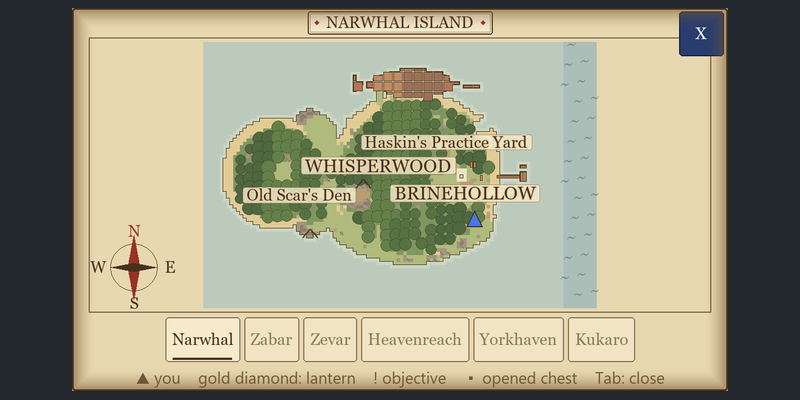 NARWHAL ISLAND
X
Haskin's Practice Yard
WHISPERWOOD
Old Scar's Den
BRINEHOLLOW
N
W E
S
Narwhal Zabar Zevar Heavenreach Yorkhaven Kukaro
you gold diamond: lantern ! objective opened chest Tab: close